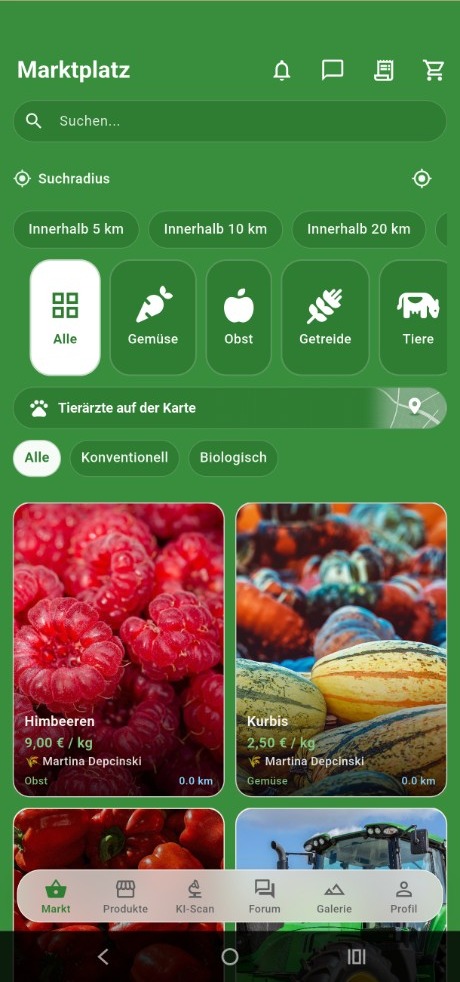 Marktplatz
Suchen...
Suchradius
Innerhalb 5 km
Innerhalb 10 km
Innerhalb 20 km
Alle
Gemüse
Obst
Getreide
Tiere
Tierärzte auf der Karte
Alle
Konventionell
Biologisch
Himbeeren
9,00 € / kg
Martina Depcinski
Obst
0.0 km
Kurbis
2,50 € / kg
Martina Depcinski
Gemüse
0.0 km
Markt
Produkte
KI-Scan
Forum
Galerie
Profil